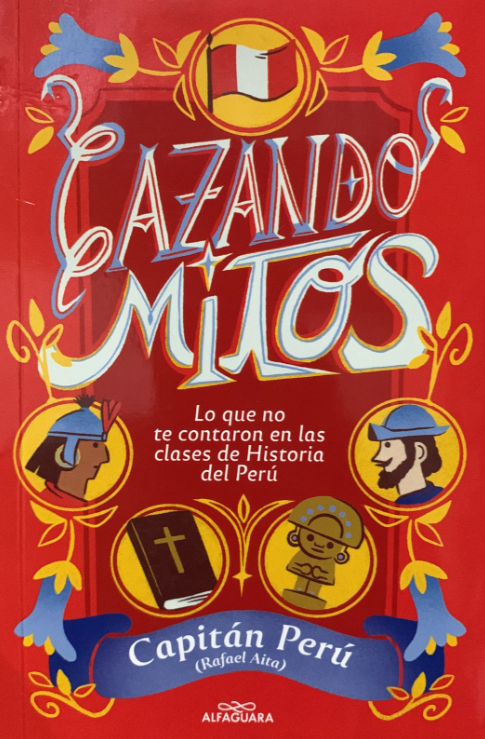 CAZANDO
MITOS
Lo que no
te contaron en las
clases de Historia
del Perú
Capitán Perú
(Rafael Aita)
ALFAGUARA